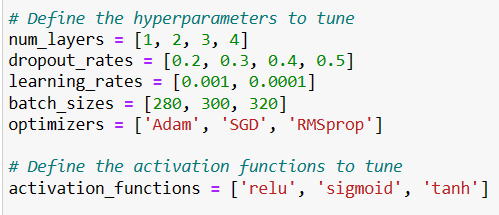 # Define the hyperparameters to tune
num_layers = [1, 2, 3, 4]
dropout_rates = [0.2, 0.3, 0.4, 0.5]
learning_rates = [0.001, 0.0001]
batch_sizes = [280, 300, 320]
optimizers = ['Adam', 'SGD', 'RMSprop']
# Define the activation functions to tune
activation_functions = ['relu', 'sigmoid', 'tanh']